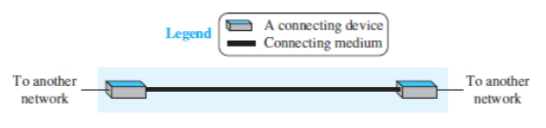 Legend
A connecting device
Connecting medium
To another
network
To another
network